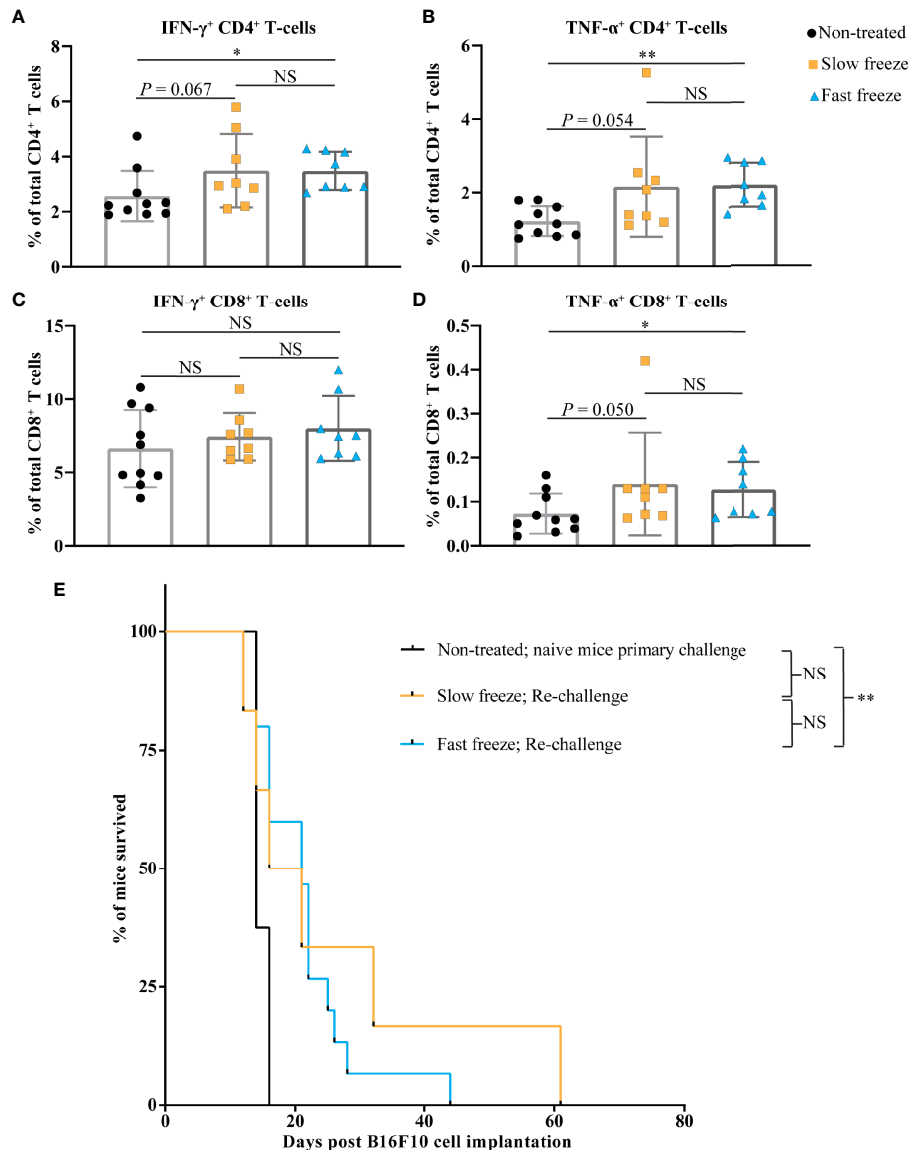 A
IFN-γ⁺ CD4⁺ T-cells
% of total CD4⁺ T cells
8
6
4
2
0
*
NS
P = 0.067
B
TNF-α⁺ CD4⁺ T-cells
% of total CD4⁺ T cells
6
4
2
0
**
NS
P = 0.054
Non-treated
Slow freeze
Fast freeze
C
IFN-γ⁺ CD8⁺ T-cells
% of total CD8⁺ T cells
15
10
5
0
NS
NS
NS
D
TNF-α⁺ CD8⁺ T-cells
% of total CD8⁺ T cells
0.5
0.4
0.3
0.2
0.1
0.0
*
NS
P = 0.050
E
% of mice survived
100
75
50
25
0
Non-treated; naive mice primary challenge
Slow freeze; Re-challenge
Fast freeze; Re-challenge
NS
NS
**
0 20 40 60 80
Days post B16F10 cell implantation